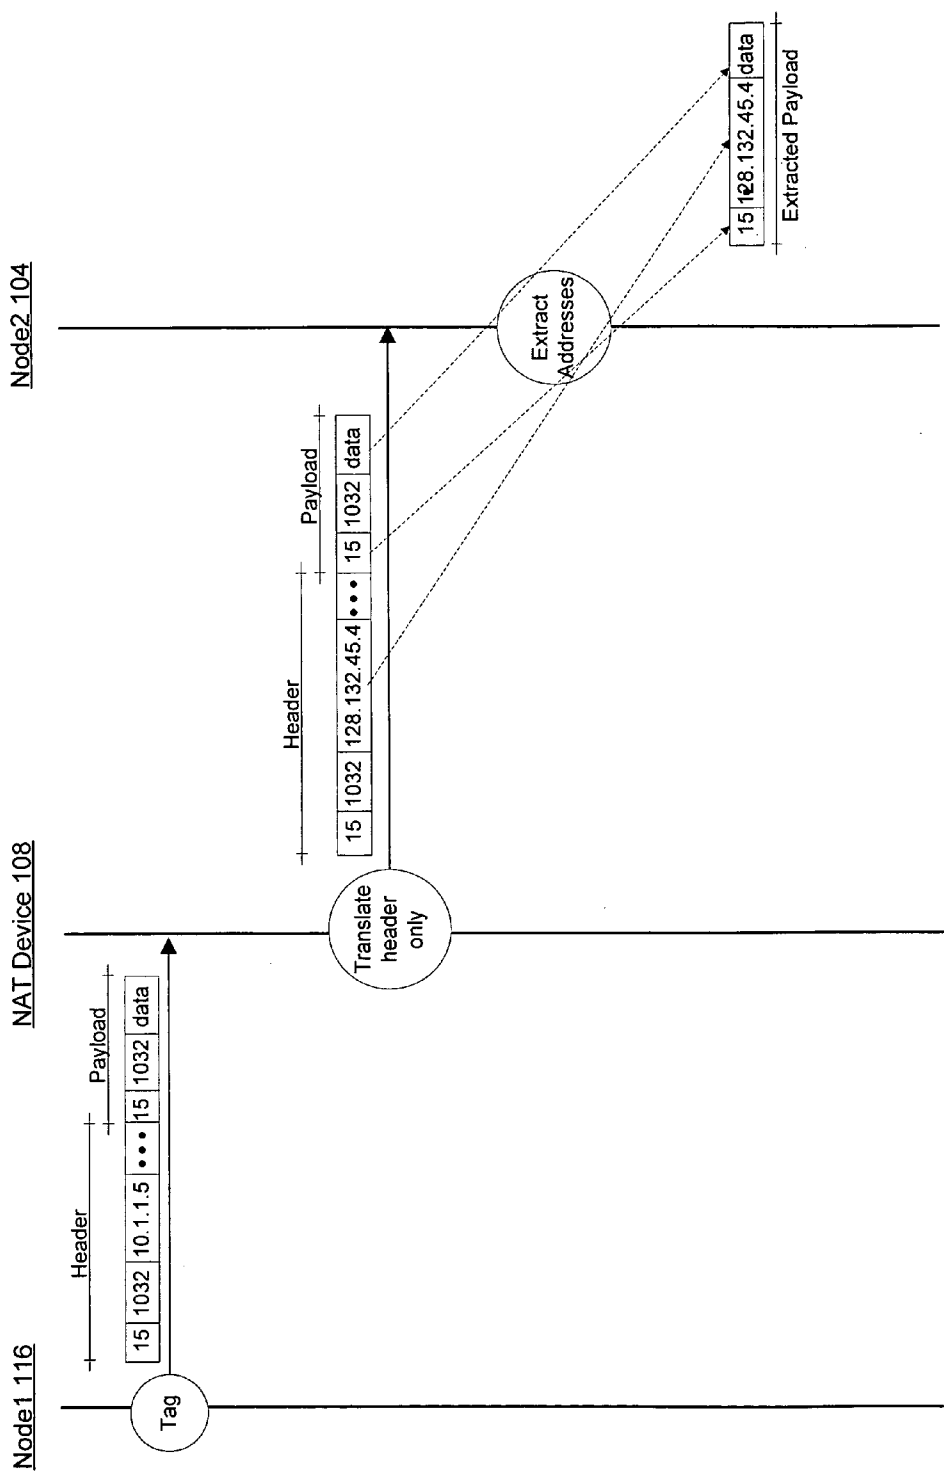 Node1 116
NAT Device 108
Node2 104
Header
Payload
15 1032 10.1.1.5 ••• 15 1032 data
Tag
Header
Payload
15 1032 128.132.45.4 ••• 15 1032 data
Translate
header
only
Extract
Addresses
15 128.132.45.4 data
Extracted Payload